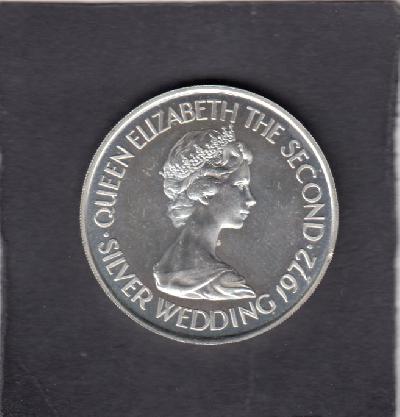 · QUEEN ELIZABETH THE SECOND ·
SILVER WEDDING 1972